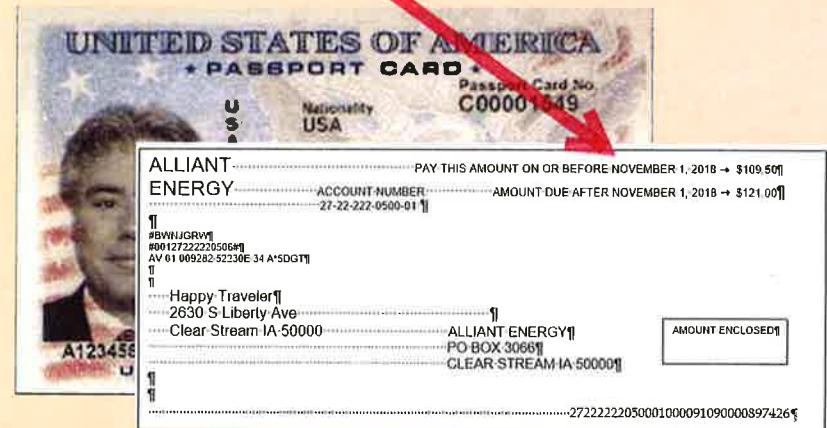 UNITED STATES OF AMERICA
★ PASSPORT CARD ★
Passport Card No.
C00001549
Nationality
USA
U
S
A
ALLIANT PAY THIS AMOUNT ON OR BEFORE NOVEMBER 1, 2018 → $109.50¶
ENERGY ACCOUNT NUMBER AMOUNT DUE AFTER NOVEMBER 1, 2018 → $121.00¶
27-22-222-0500-01 ¶
¶
#BWNJGRW¶
#00127222220506#¶
AV 01 009282 52230E 34 A*5DGT¶
¶
¶
Happy Traveler¶
2630 S Liberty Ave ¶
Clear Stream IA 50000 ALLIANT ENERGY¶
AMOUNT ENCLOSED¶
PO BOX 3066¶
CLEAR STREAM IA 50000¶
¶
¶
27222222050001000091090000897426¶
A123456